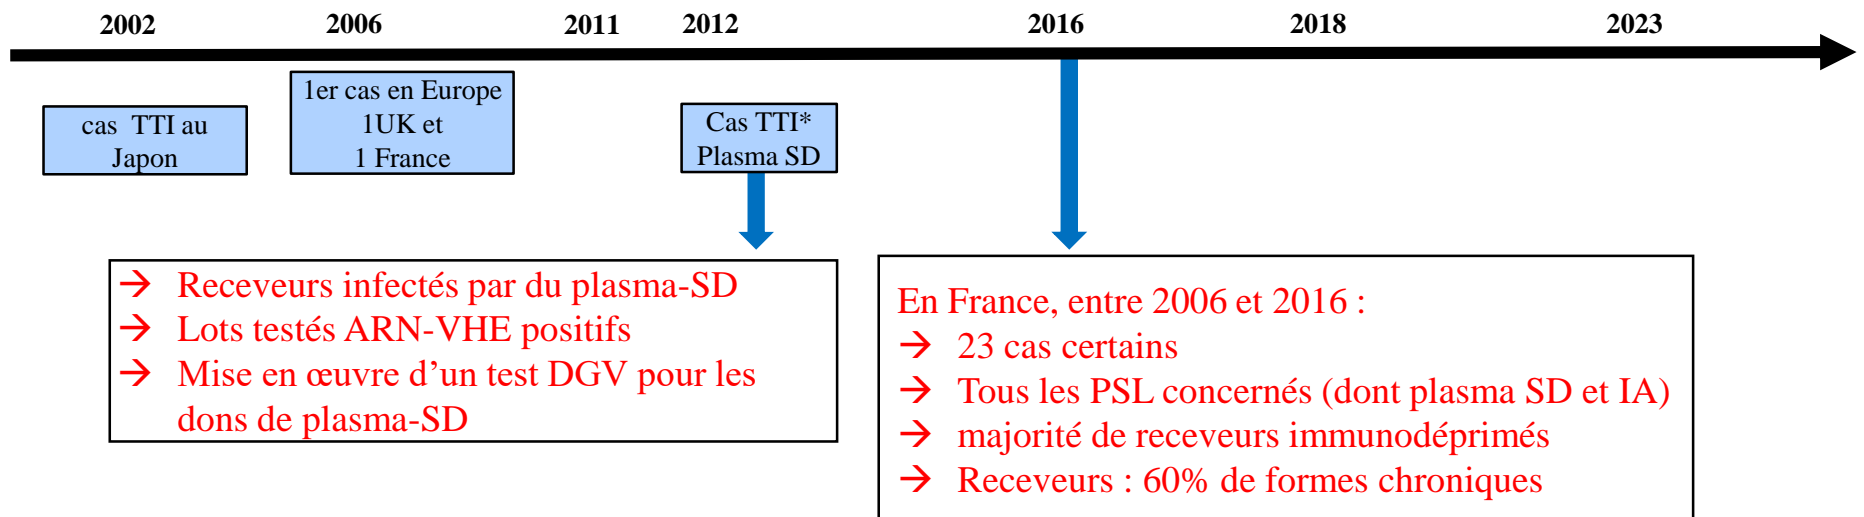 2002 2006 2011 2012 2016 2018 2023
cas TTI au
Japon
1er cas en Europe
1UK et
1 France
Cas TTI*
Plasma SD
→ Receveurs infectés par du plasma-SD
→ Lots testés ARN-VHE positifs
→ Mise en œuvre d’un test DGV pour les
dons de plasma-SD
En France, entre 2006 et 2016 :
→ 23 cas certains
→ Tous les PSL concernés (dont plasma SD et IA)
→ majorité de receveurs immunodéprimés
→ Receveurs : 60% de formes chroniques